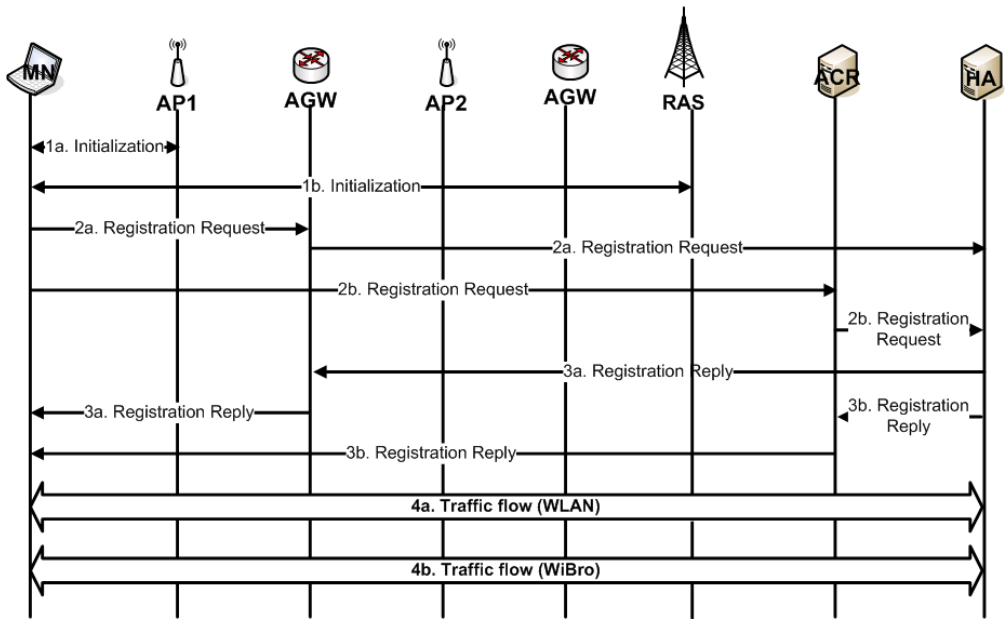 MN
AP1
AGW
AP2
AGW
RAS
ACR
HA
1a. Initialization
1b. Initialization
2a. Registration Request
2a. Registration Request
2b. Registration Request
2b. Registration
Request
3a. Registration Reply
3a. Registration Reply
3b. Registration
Reply
3b. Registration Reply
4a. Traffic flow (WLAN)
4b. Traffic flow (WiBro)